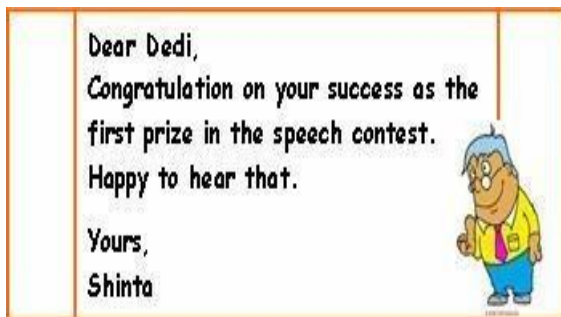 Dear Dedi,
Congratulation on your success as the
first prize in the speech contest.
Happy to hear that.
Yours,
Shinta